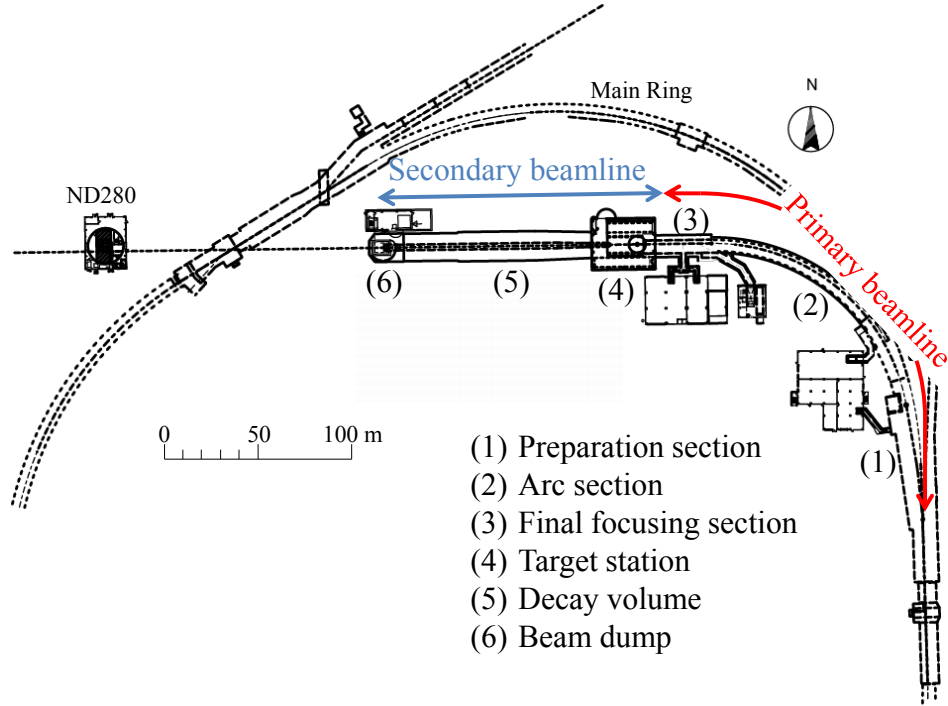 Main Ring
N
Secondary beamline
ND280
Primary beamline
(3)
(6)
(5)
(4)
(2)
(1)
0 50 100 m
(1) Preparation section
(2) Arc section
(3) Final focusing section
(4) Target station
(5) Decay volume
(6) Beam dump